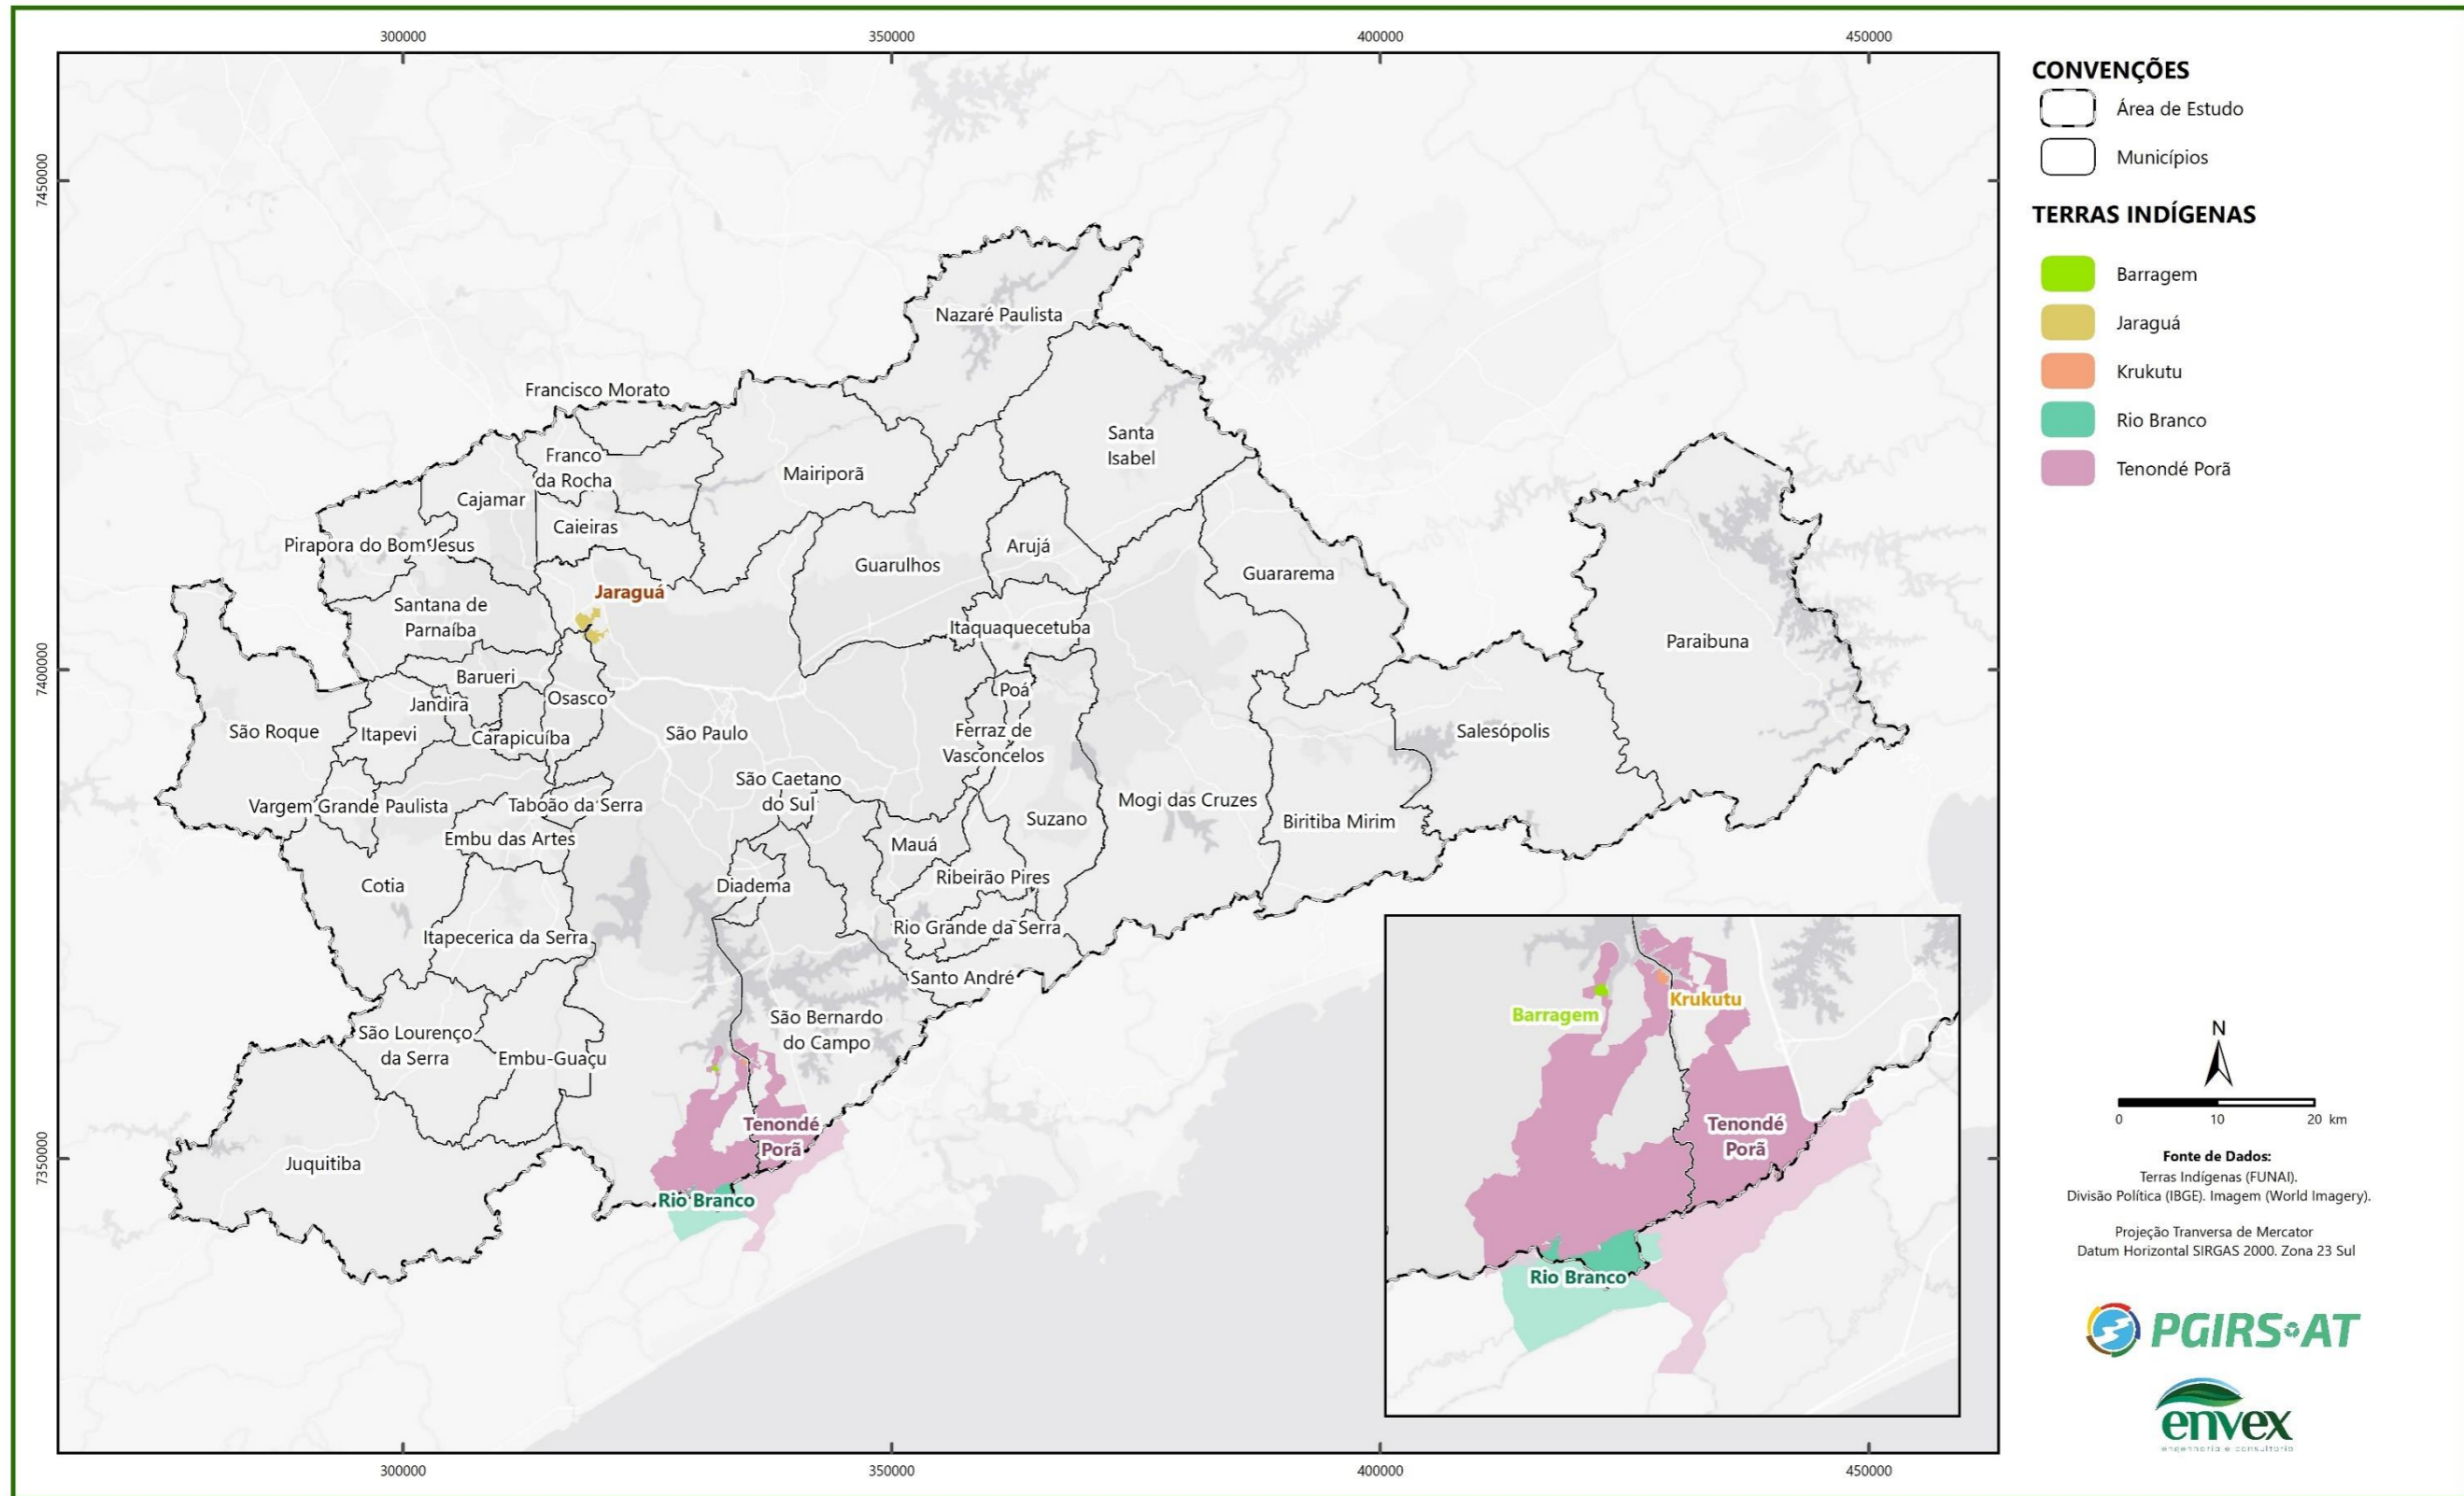 300000
350000
400000
450000
7450000
7400000
7350000
Nazaré Paulista
Francisco Morato
Santa
Isabel
Franco
da Rocha
Mairiporã
Cajamar
Caieiras
Pirapora do Bom Jesus
Arujá
Guarulhos
Guararema
Jaraguá
Santana de
Parnaíba
Itaquaquecetuba
Paraibuna
Barueri
Poá
Osasco
Jandira
São Roque
Itapevi
Carapicuíba
São Paulo
Ferraz de
Vasconcelos
Salesópolis
São Caetano
do Sul
Vargem Grande Paulista
Taboão da Serra
Mogi das Cruzes
Suzano
Biritiba Mirim
Embu das Artes
Mauá
Cotia
Diadema
Ribeirão Pires
Itapecerica da Serra
Rio Grande da Serra
Santo André
São Bernardo
do Campo
São Lourenço
da Serra
Embu-Guaçu
Tenondé
Porã
Juquitiba
Rio Branco
Krukutu
Barragem
Tenondé
Porã
Rio Branco
300000
350000
400000
450000
CONVENÇÕES
Área de Estudo
Municípios
TERRAS INDÍGENAS
Barragem
Jaraguá
Krukutu
Rio Branco
Tenondé Porã
N
0 10 20 km
Fonte de Dados:
Terras Indígenas (FUNAI).
Divisão Política (IBGE). Imagem (World Imagery).
Projeção Tranversa de Mercator
Datum Horizontal SIRGAS 2000. Zona 23 Sul
PGIRS AT
envex
engenharia e consultoria